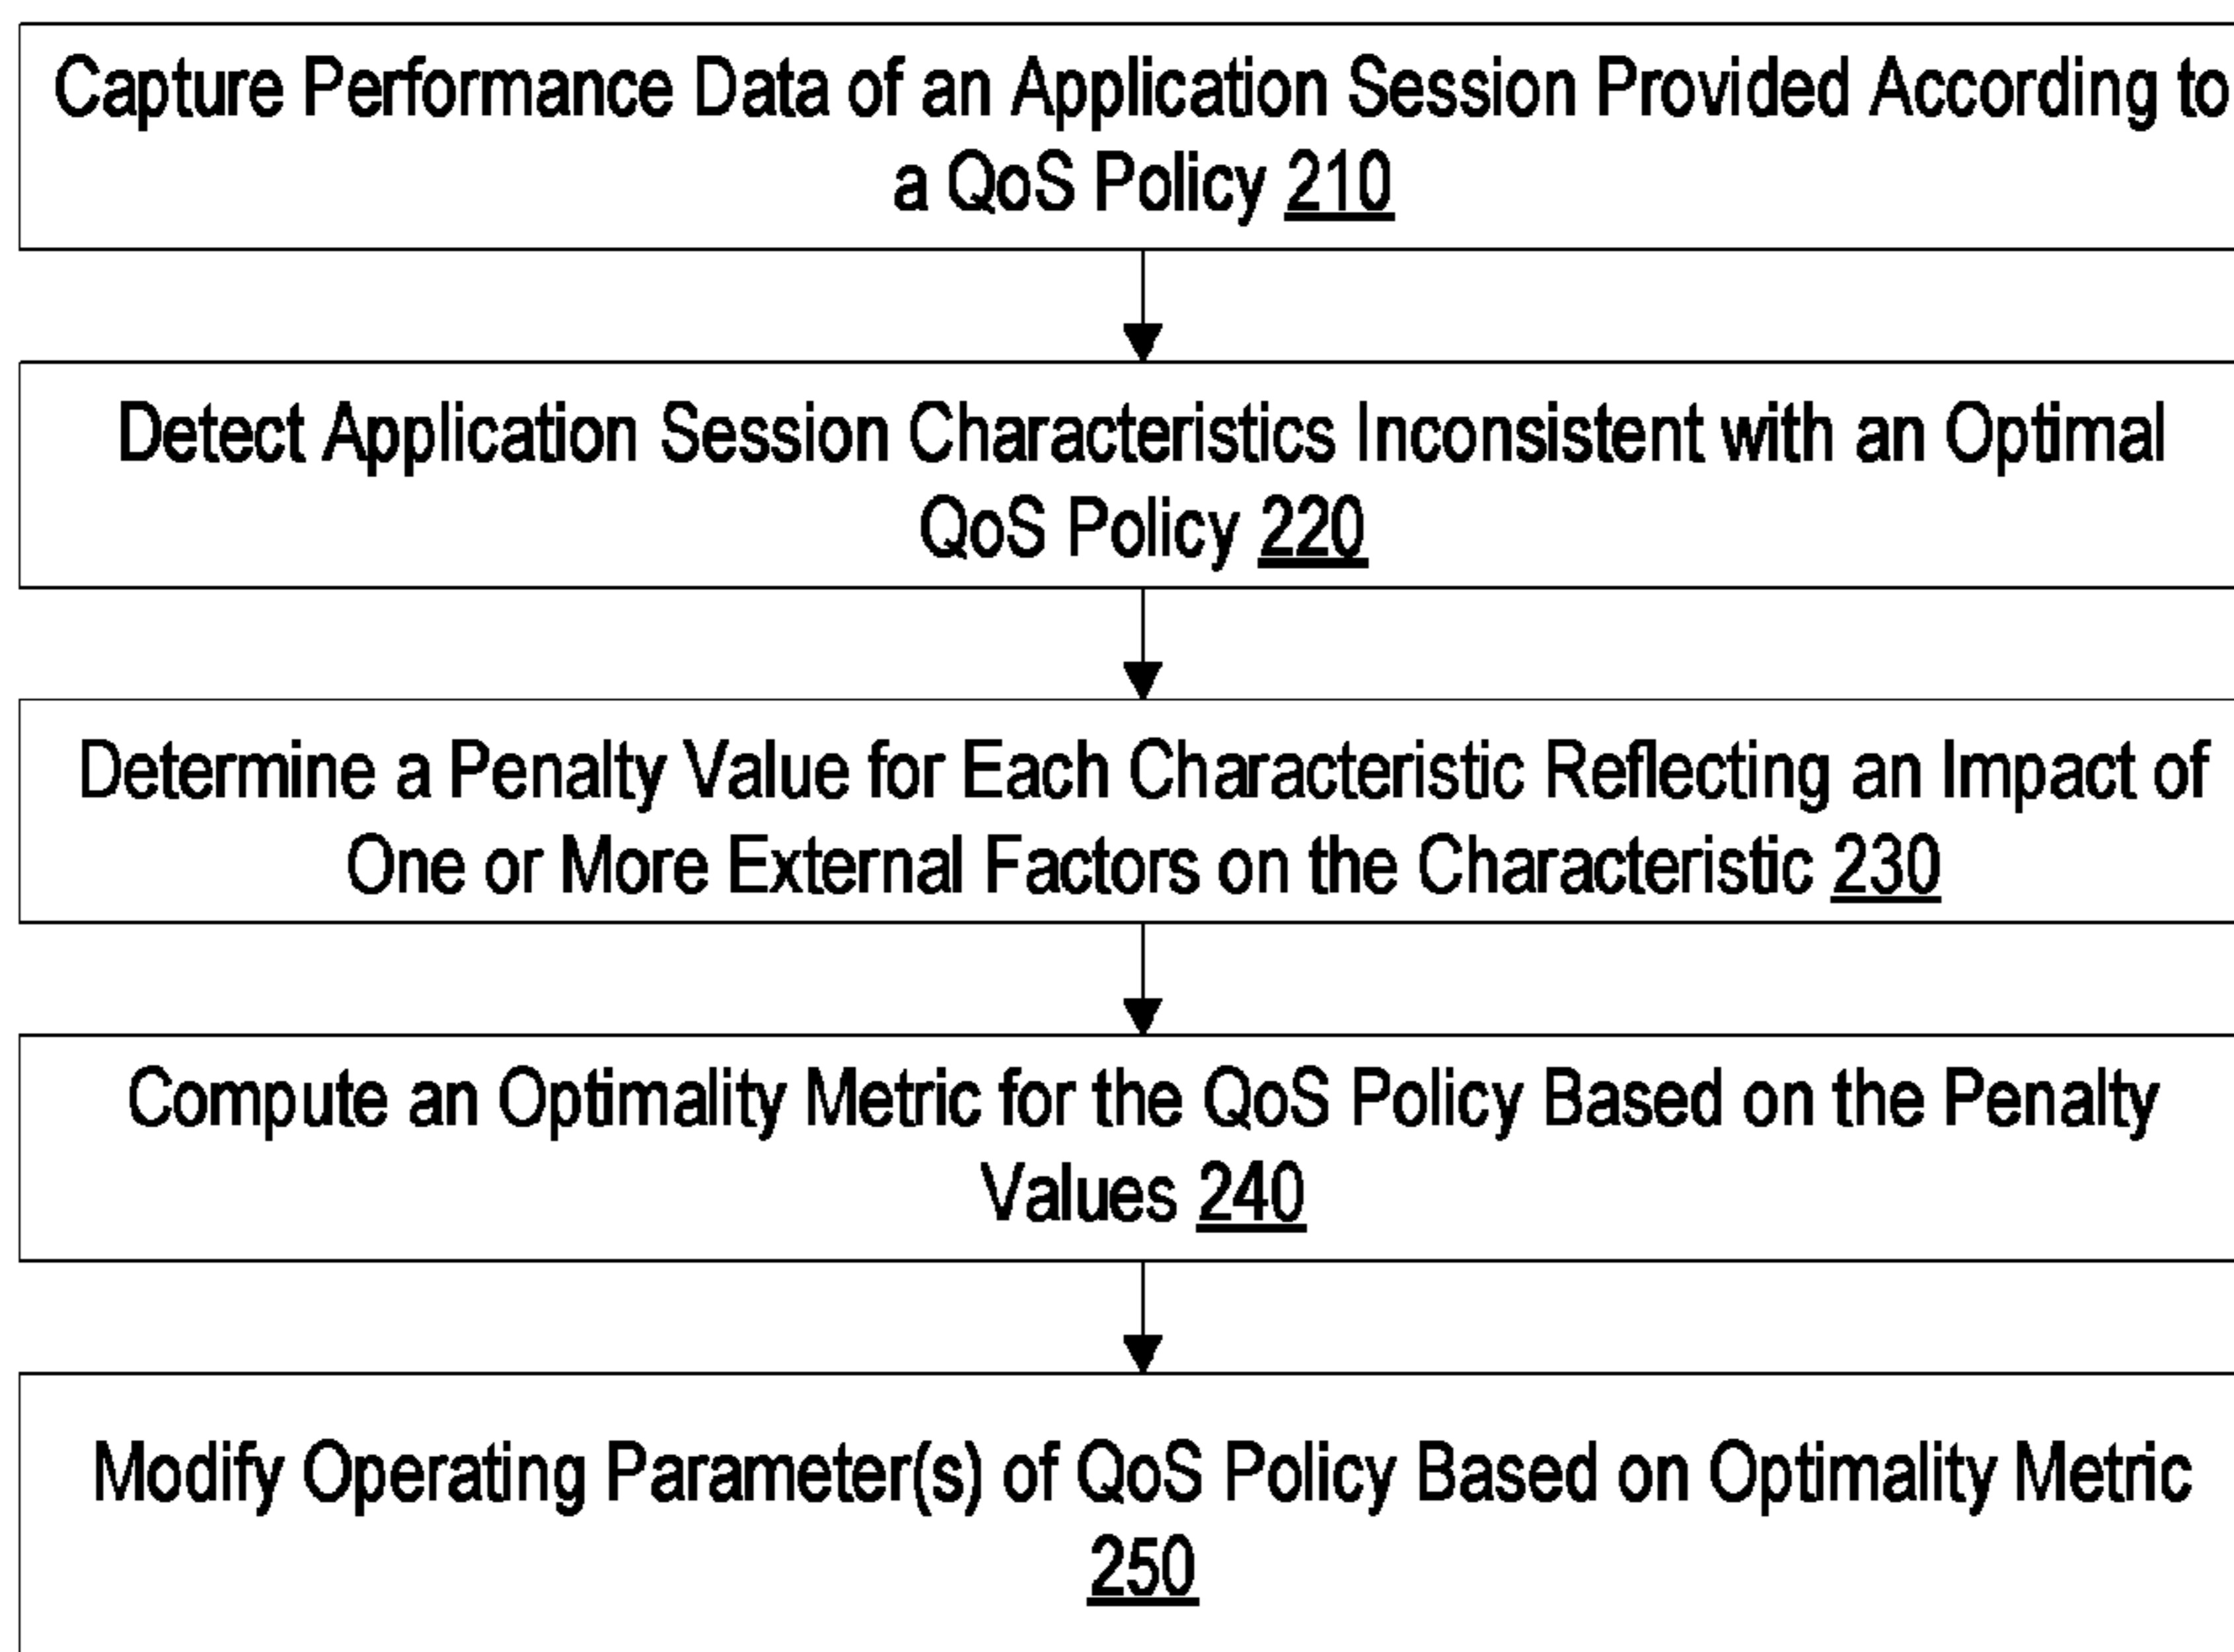 Capture Performance Data of an Application Session Provided According to
a QoS Policy 210
Detect Application Session Characteristics Inconsistent with an Optimal
QoS Policy 220
Determine a Penalty Value for Each Characteristic Reflecting an Impact of
One or More External Factors on the Characteristic 230
Compute an Optimality Metric for the QoS Policy Based on the Penalty
Values 240
Modify Operating Parameter(s) of QoS Policy Based on Optimality Metric
250